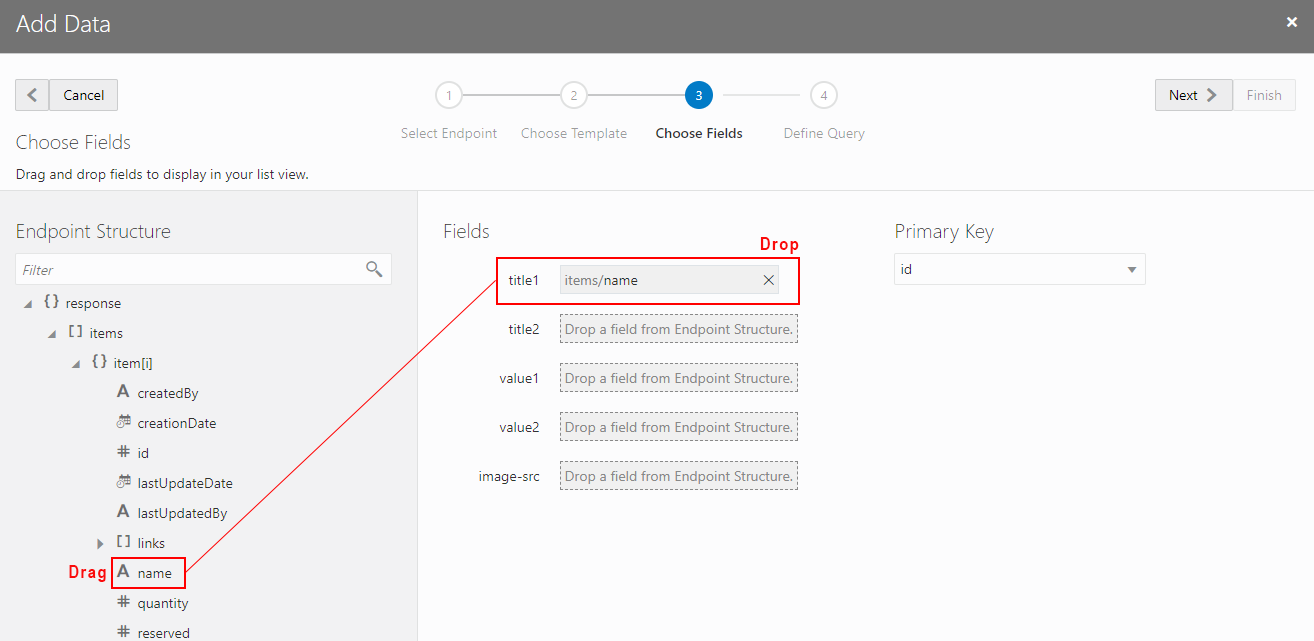 Add Data
Cancel
1
2
3
4
Next
Finish
Select Endpoint
Choose Template
Choose Fields
Define Query
Choose Fields
Drag and drop fields to display in your list view.
Endpoint Structure
Filter
{} response
[] items
{} item[i]
A createdBy
creationDate
# id
lastUpdateDate
A lastUpdatedBy
[] links
Drag
A name
# quantity
# reserved
Fields
Drop
title1 items/name
title2 Drop a field from Endpoint Structure.
value1 Drop a field from Endpoint Structure.
value2 Drop a field from Endpoint Structure.
image-src Drop a field from Endpoint Structure.
Primary Key
id